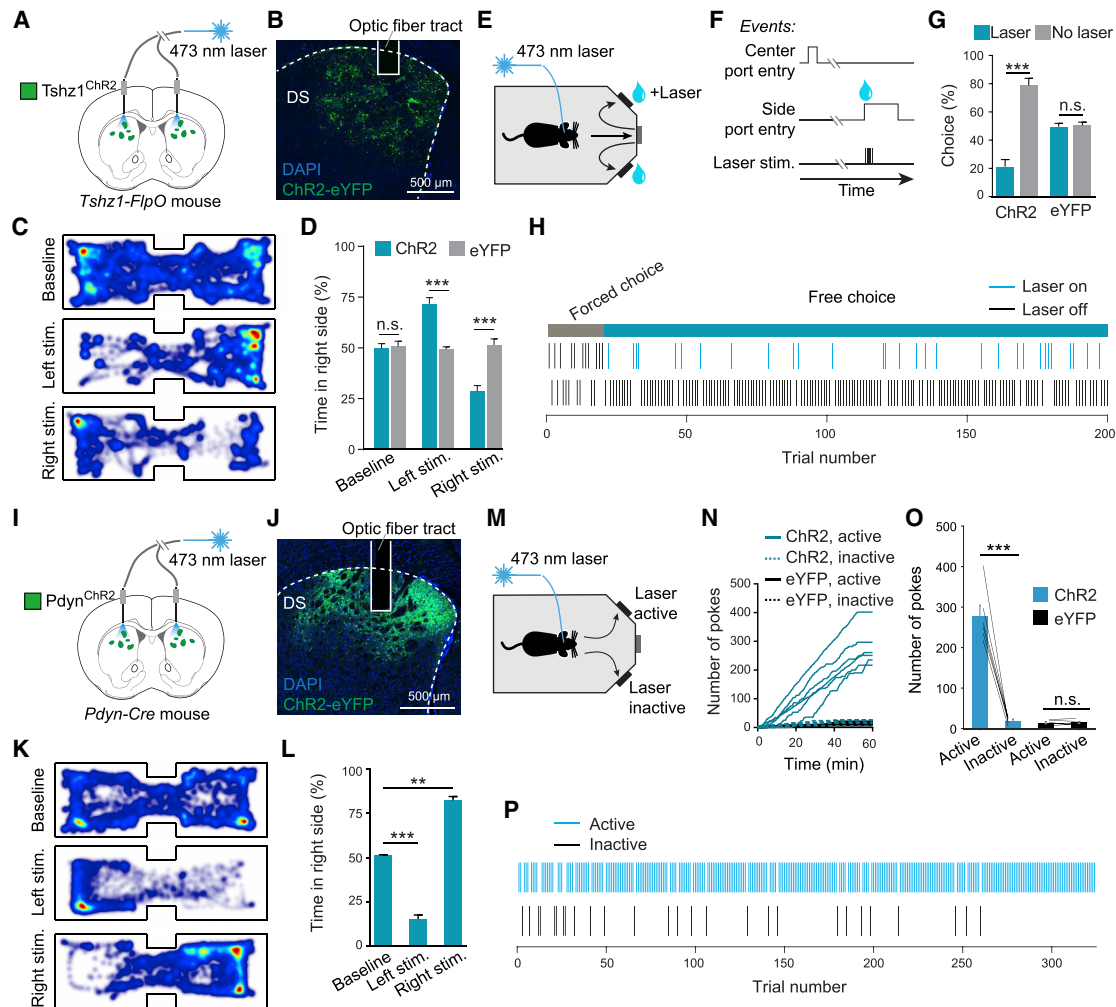 A
473 nm laser
Tshz1ChR2
Tshz1-FlpO mouse
B
Optic fiber tract
DS
DAPI
ChR2-eYFP
500 µm
E
473 nm laser
+Laser
F
Events:
Center
port entry
Side
port entry
Laser stim.
Time
G
Laser
No laser
Choice (%)
100
80
60
40
20
0
***
n.s.
ChR2
eYFP
C
Baseline
Left stim.
Right stim.
D
ChR2
eYFP
Time in right side (%)
100
75
50
25
0
n.s.
***
***
Baseline
Left stim.
Right stim.
H
Forced choice
Free choice
Laser on
Laser off
0
50
100
150
200
Trial number
I
473 nm laser
PdynChR2
Pdyn-Cre mouse
J
Optic fiber tract
DS
DAPI
ChR2-eYFP
500 µm
M
473 nm laser
Laser
active
Laser
inactive
N
ChR2, active
ChR2, inactive
eYFP, active
eYFP, inactive
Number of pokes
500
400
300
200
100
0
0
20
40
60
Time (min)
O
Number of pokes
500
400
300
200
100
0
***
ChR2
eYFP
n.s.
Active
Inactive
Active
Inactive
K
Baseline
Left stim.
Right stim.
L
Time in right side (%)
100
75
50
25
0
**
***
Baseline
Left stim.
Right stim.
P
Active
Inactive
0
50
100
150
200
250
300
Trial number